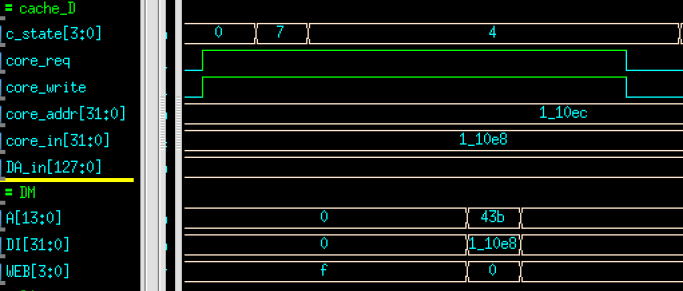 = cache_D
c_state[3:0] 0 7 4
core_req
core_write
core_addr[31:0] 1_10ec
core_in[31:0] 1_10e8
DA_in[127:0]
= DM
A[13:0] 0 43b
DI[31:0] 0 1_10e8
WEB[3:0] f 0